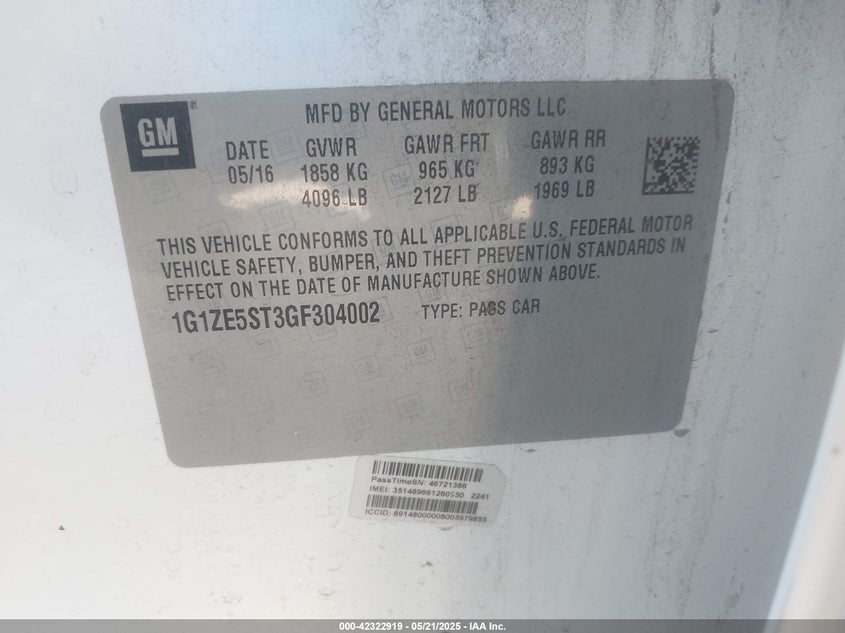 GM ®
MFD BY GENERAL MOTORS LLC
DATE GVWR GAWR FRT GAWR RR
05/16 1858 KG 965 KG 893 KG
4096 LB 2127 LB 1969 LB
THIS VEHICLE CONFORMS TO ALL APPLICABLE U.S. FEDERAL MOTOR
VEHICLE SAFETY, BUMPER, AND THEFT PREVENTION STANDARDS IN
EFFECT ON THE DATE OF MANUFACTURE SHOWN ABOVE.
1G1ZE5ST3GF304002 TYPE: PASS CAR
PassTimeSN: 46721386
IMEI: 2241
ICCID:
000-42322919 - 05/21/2025 - IAA Inc.